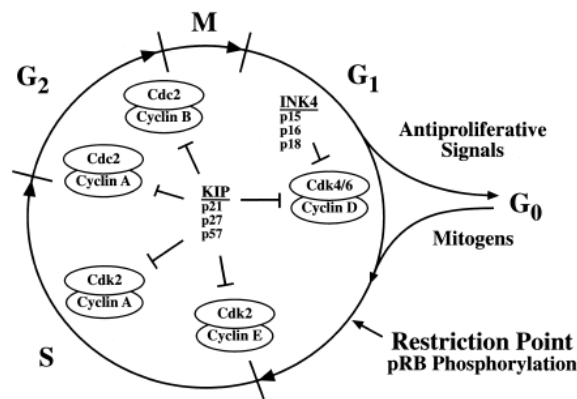 M
G2
G1
Cdc2
Cyclin B
INK4
p15
p16
p18
Antiproliferative
Signals
Cdc2
Cyclin A
KIP
p21
p27
p57
Cdk4/6
Cyclin D
G0
Mitogens
Cdk2
Cyclin A
Cdk2
Cyclin E
S
Restriction Point
pRB Phosphorylation